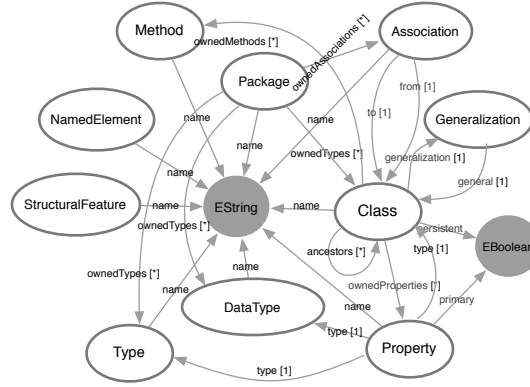 Method
Association
ownedMethods [*]
ownedAssociations [*]
Package
from [1]
to [1]
NamedElement
name
name
name
Generalization
ownedTypes [*]
generalization [1]
name
general [1]
StructuralFeature
name
EString
name
Class
persistent
ownedTypes [*]
ancestors [*]
type [1]
EBoolean
ownedTypes [*]
name
name
ownedProperties [*]
primary
DataType
name
type [1]
Type
Property
type [1]